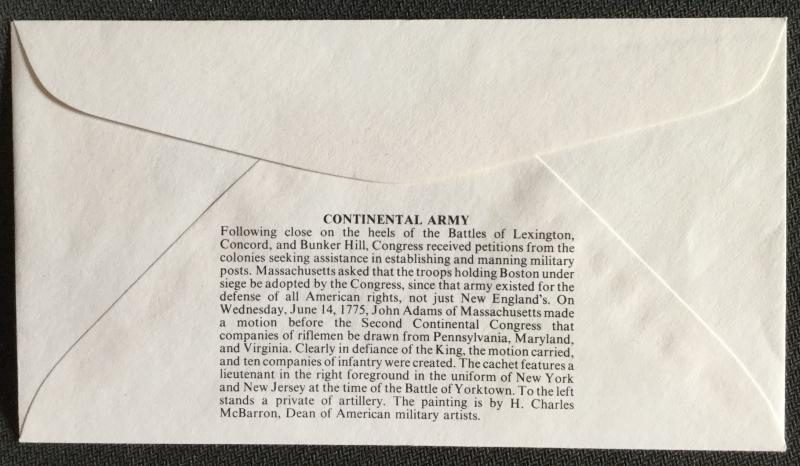 CONTINENTAL ARMY
Following close on the heels of the Battles of Lexington,
Concord, and Bunker Hill, Congress received petitions from the
colonies seeking assistance in establishing and manning military
posts. Massachusetts asked that the troops holding Boston under
siege be adopted by the Congress, since that army existed for the
defense of all American rights, not just New England's. On
Wednesday, June 14, 1775, John Adams of Massachusetts made
a motion before the Second Continental Congress that
companies of riflemen be drawn from Pennsylvania, Maryland,
and Virginia. Clearly in defiance of the King, the motion carried,
and ten companies of infantry were created. The cachet features a
lieutenant in the right foreground in the uniform of New York
and New Jersey at the time of the Battle of Yorktown. To the left
stands a private of artillery. The painting is by H. Charles
McBarron, Dean of American military artists.